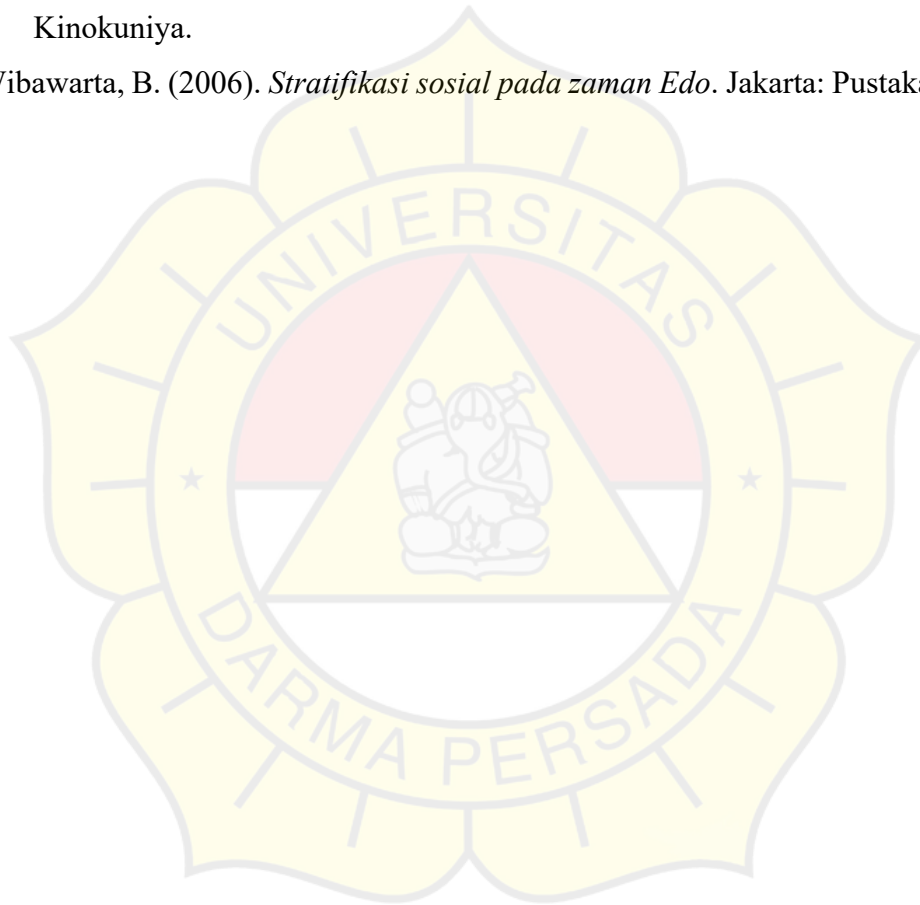 Kinokuniya.
Wibawarta, B. (2006). Stratifikasi sosial pada zaman Edo. Jakarta: Pustaka
UNIVERSITAS
DARMA PERSADA